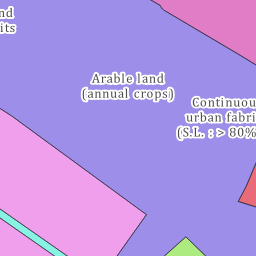 nd
its
Arable land
(annual crops)
Continuou
urban fabri
(S.L. : > 80%